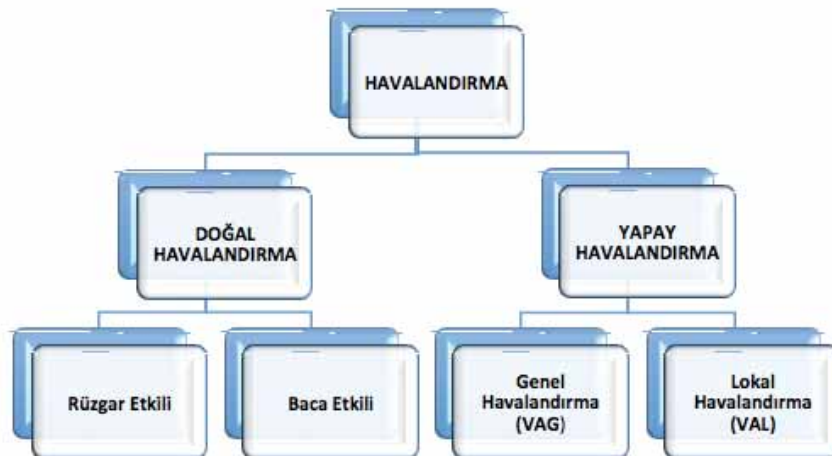 HAVALANDIRMA
DOĞAL
HAVALANDIRMA
YAPAY
HAVALANDIRMA
Rüzgar Etkili
Baca Etkili
Genel
Havalandırma
(VAG)
Lokal
Havalandırma
(VAL)